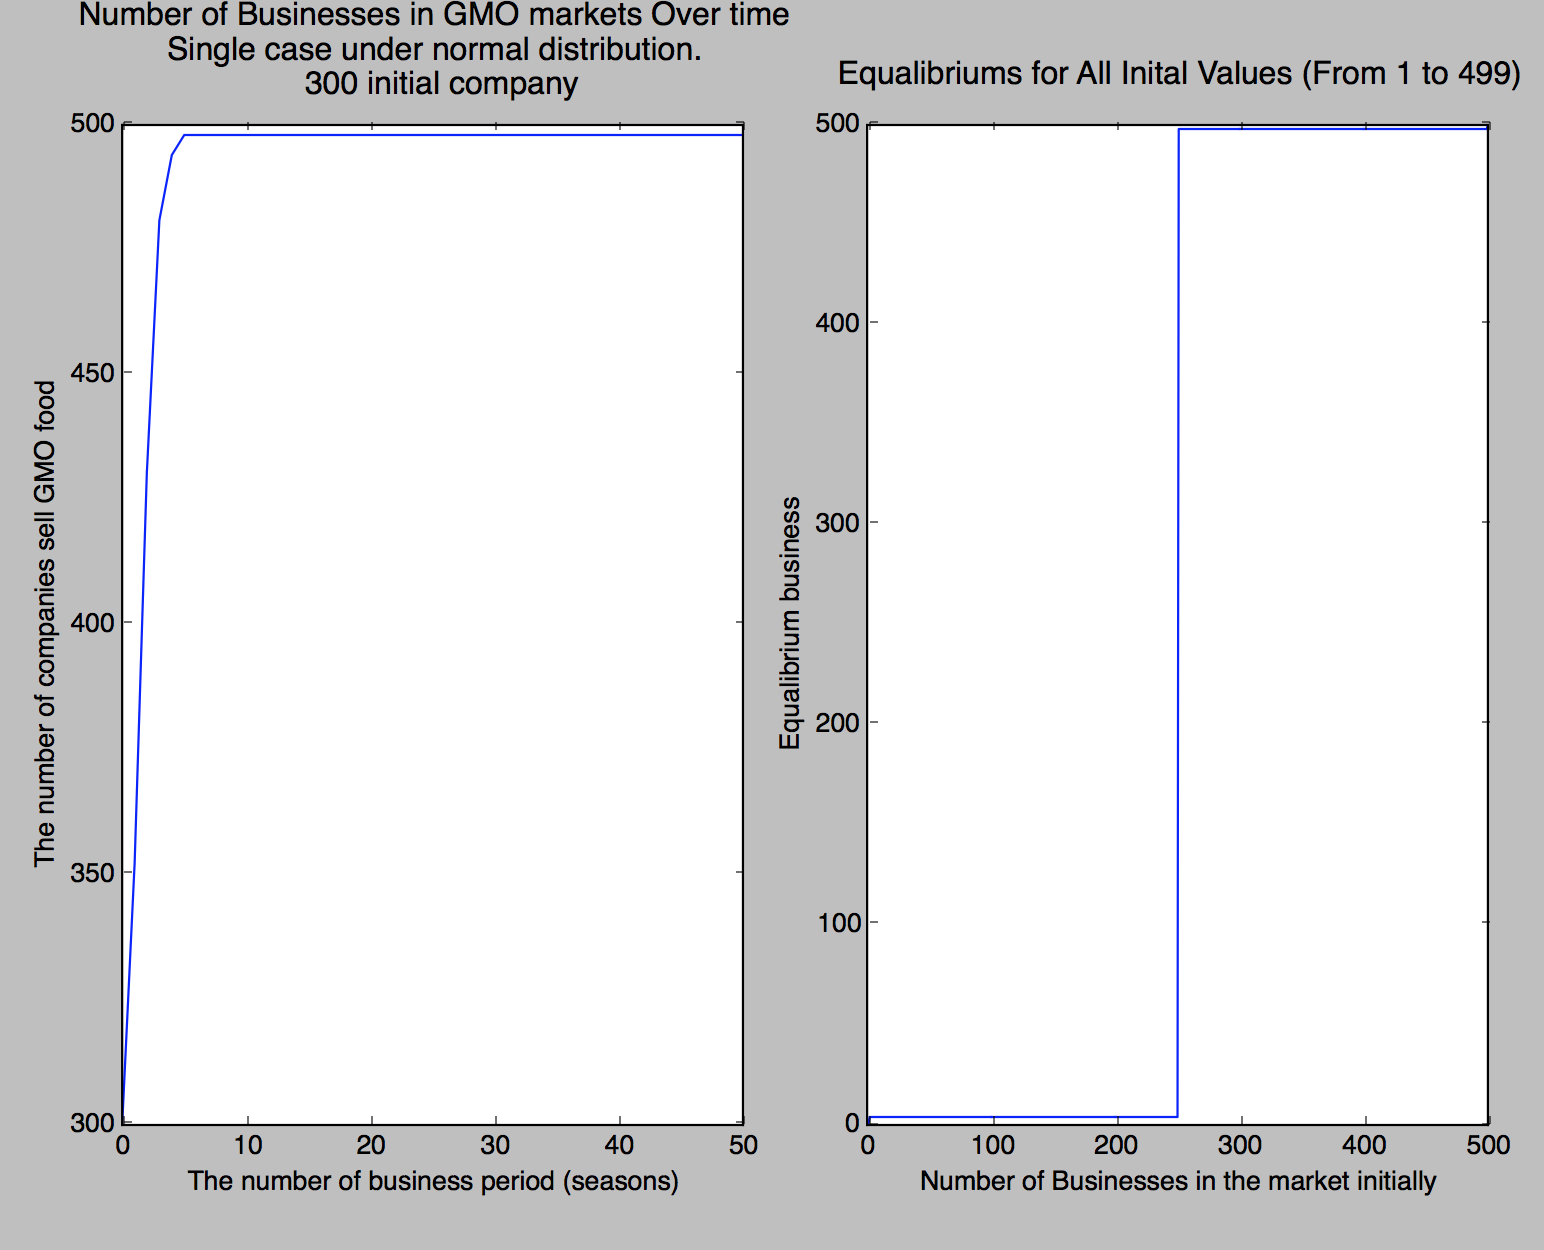 Number of Businesses in GMO markets Over time
Single case under normal distribution.
300 initial company
500
450
400
350
300
The number of companies sell GMO food
0 10 20 30 40 50
The number of business period (seasons)
Equalibriums for All Inital Values (From 1 to 499)
500
400
300
200
100
0
Equalibrium business
0 100 200 300 400 500
Number of Businesses in the market initially